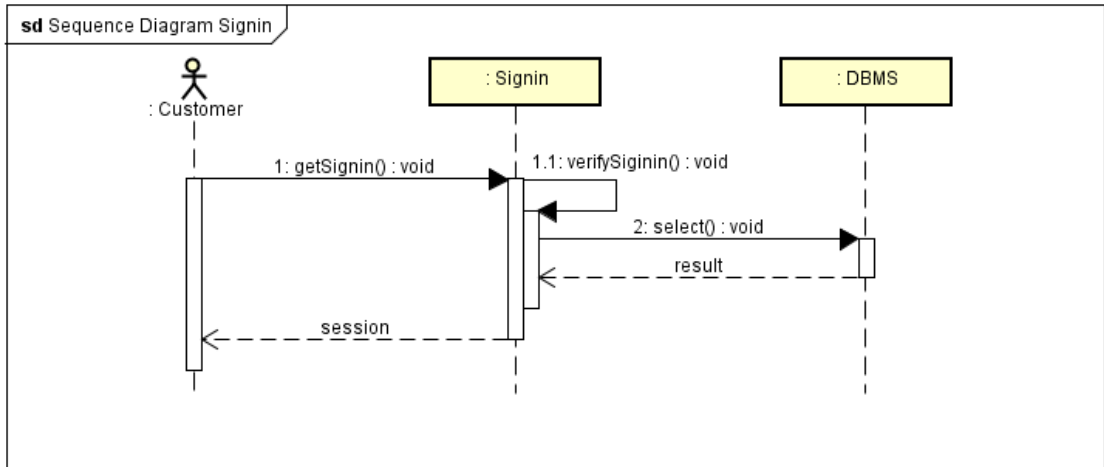 sd Sequence Diagram Signin
: Customer
: Signin
: DBMS
1: getSignin() : void
1.1: verifySiginin() : void
2: select() : void
result
session